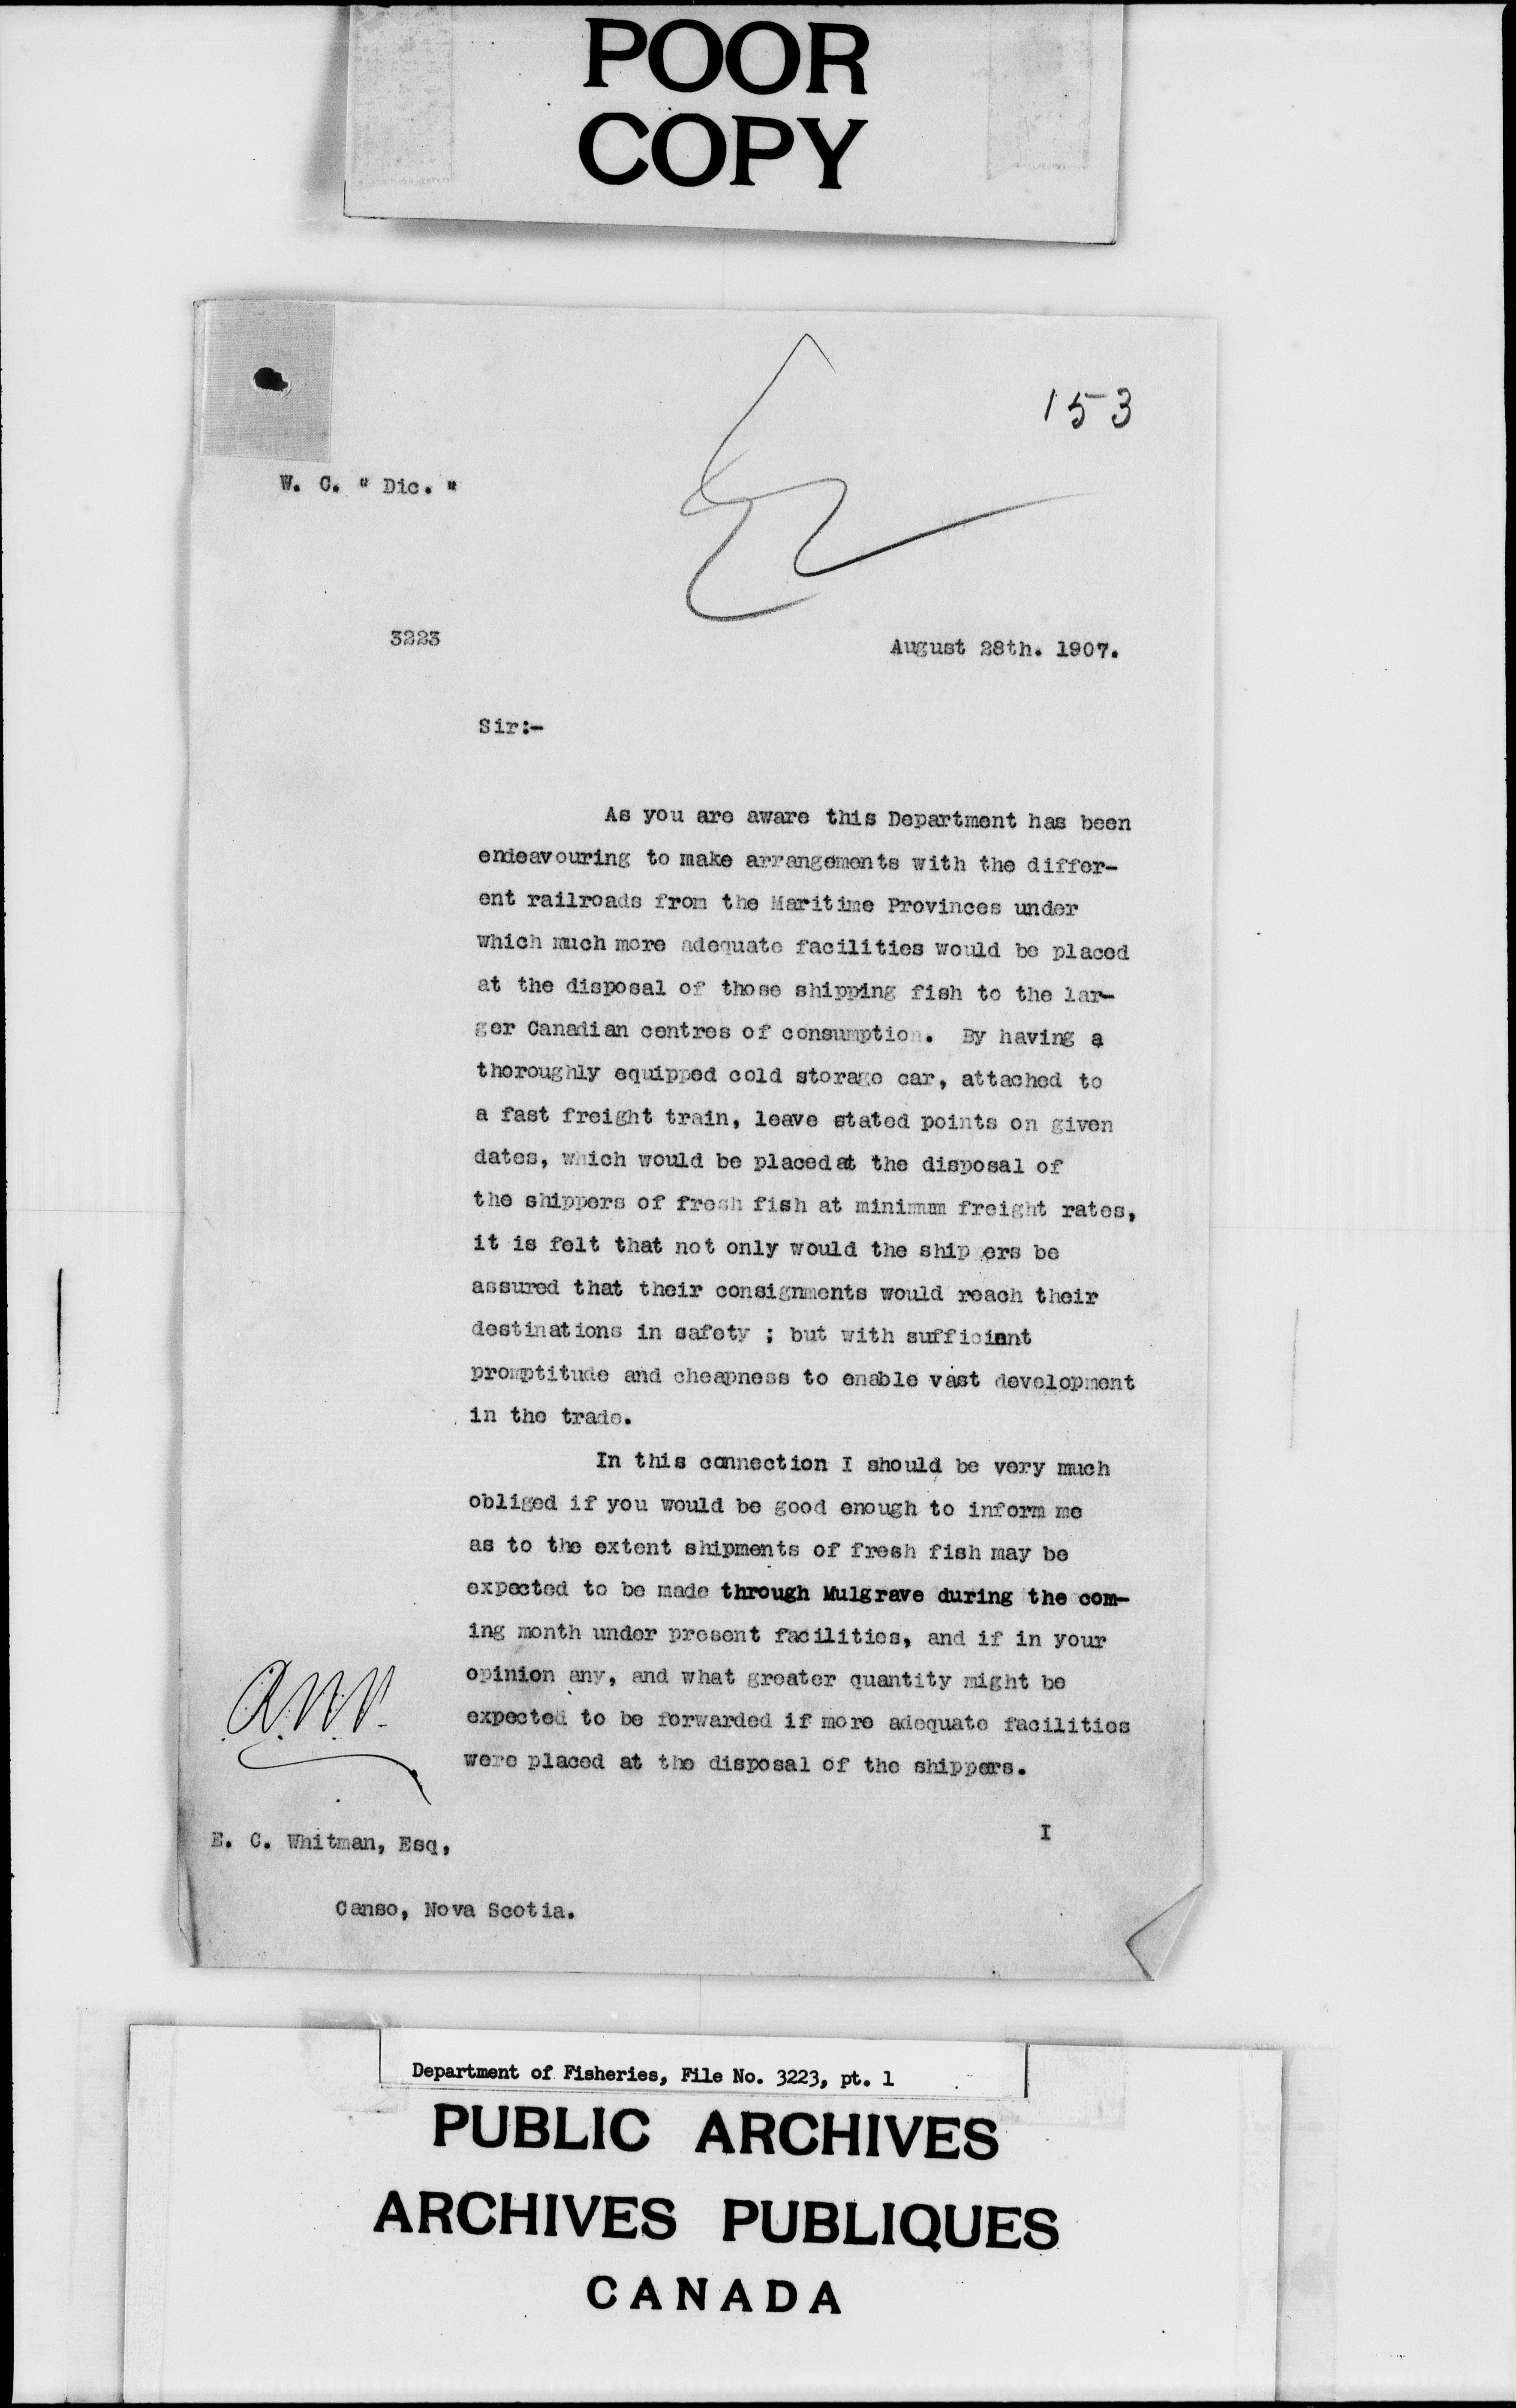 POOR
COPY
153
W. C. " Dic. "
3223
August 28th. 1907.
Sir:-
As you are aware this Department has been
endeavouring to make arrangements with the differ-
ent railroads from the Maritime Provinces under
which much more adequate facilities would be placed
at the disposal of those shipping fish to the lar-
ger Canadian centres of consumption. By having a
thoroughly equipped cold storage car, attached to
a fast freight train, leave stated points on given
dates, which would be placed at the disposal of
the shippers of fresh fish at minimum freight rates,
it is felt that not only would the shippers be
assured that their consignments would reach their
destinations in safety ; but with sufficient
promptitude and cheapness to enable vast development
in the trade.
In this connection I should be very much
obliged if you would be good enough to inform me
as to the extent shipments of fresh fish may be
expected to be made through Mulgrave during the com-
ing month under present facilities, and if in your
opinion any, and what greater quantity might be
expected to be forwarded if more adequate facilities
were placed at the disposal of the shippers.
I
E. C. Whitman, Esq,
Canso, Nova Scotia.
Department of Fisheries, File No. 3223, pt. 1
PUBLIC ARCHIVES
ARCHIVES PUBLIQUES
CANADA